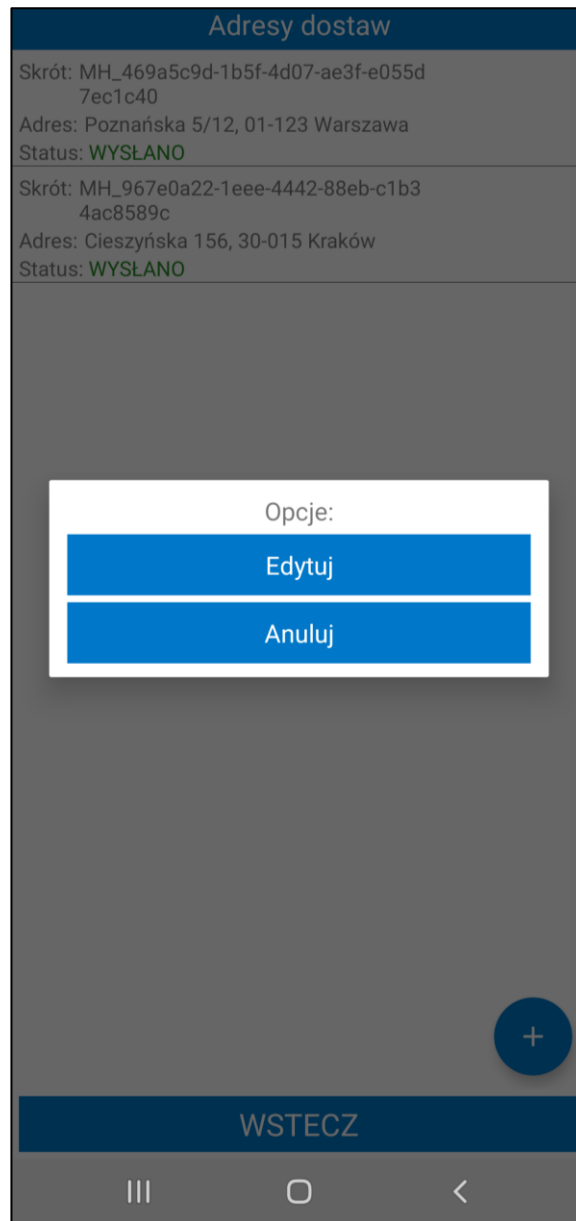 Adresy dostaw
Skrót: MH_469a5c9d-1b5f-4d07-ae3f-e055d
7ec1c40
Adres: Poznańska 5/12, 01-123 Warszawa
Status: WYSŁANO
Skrót: MH_967e0a22-1eee-4442-88eb-c1b3
4ac8589c
Adres: Cieszyńska 156, 30-015 Kraków
Status: WYSŁANO
Opcje:
Edytuj
Anuluj
+
WSTECZ